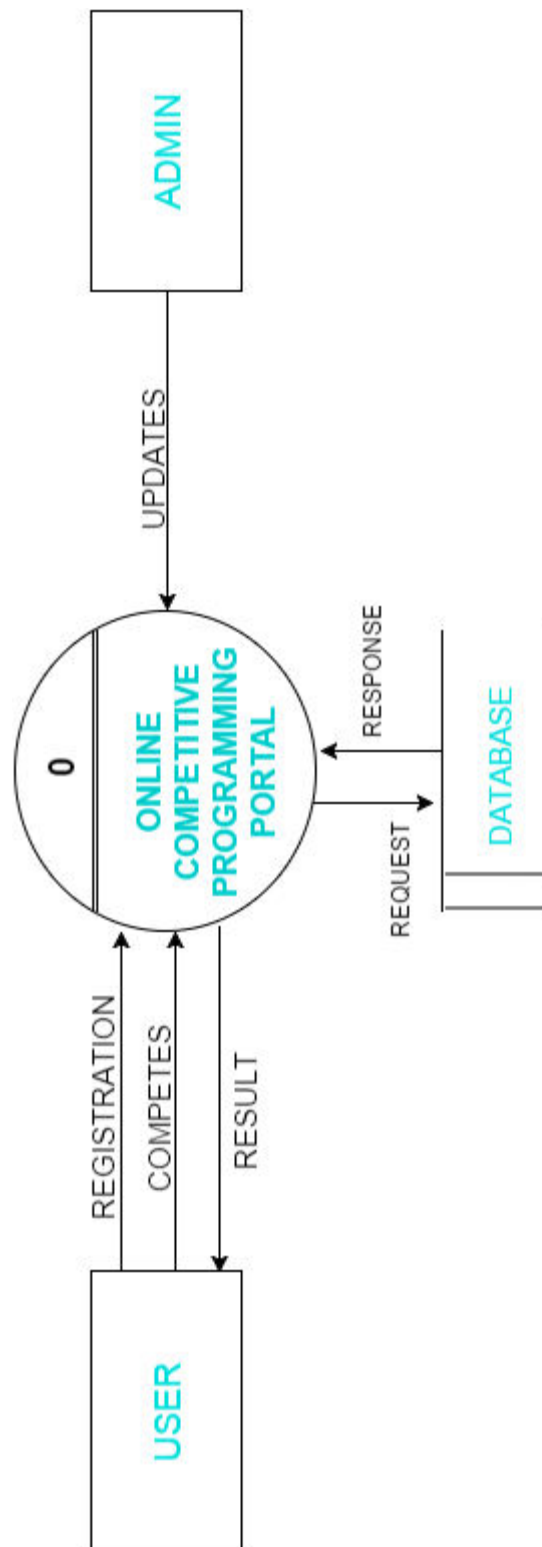 USER
REGISTRATION
COMPETES
RESULT
0
ONLINE
COMPETITIVE
PROGRAMMING
PORTAL
UPDATES
ADMIN
REQUEST
RESPONSE
DATABASE